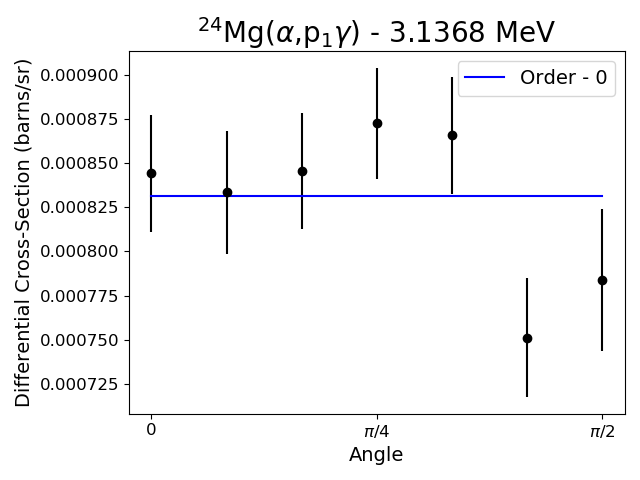 ²⁴Mg(α,p₁γ) - 3.1368 MeV
Order - 0
Differential Cross-Section (barns/sr)
0.000900
0.000875
0.000850
0.000825
0.000800
0.000775
0.000750
0.000725
0 π/4 π/2
Angle